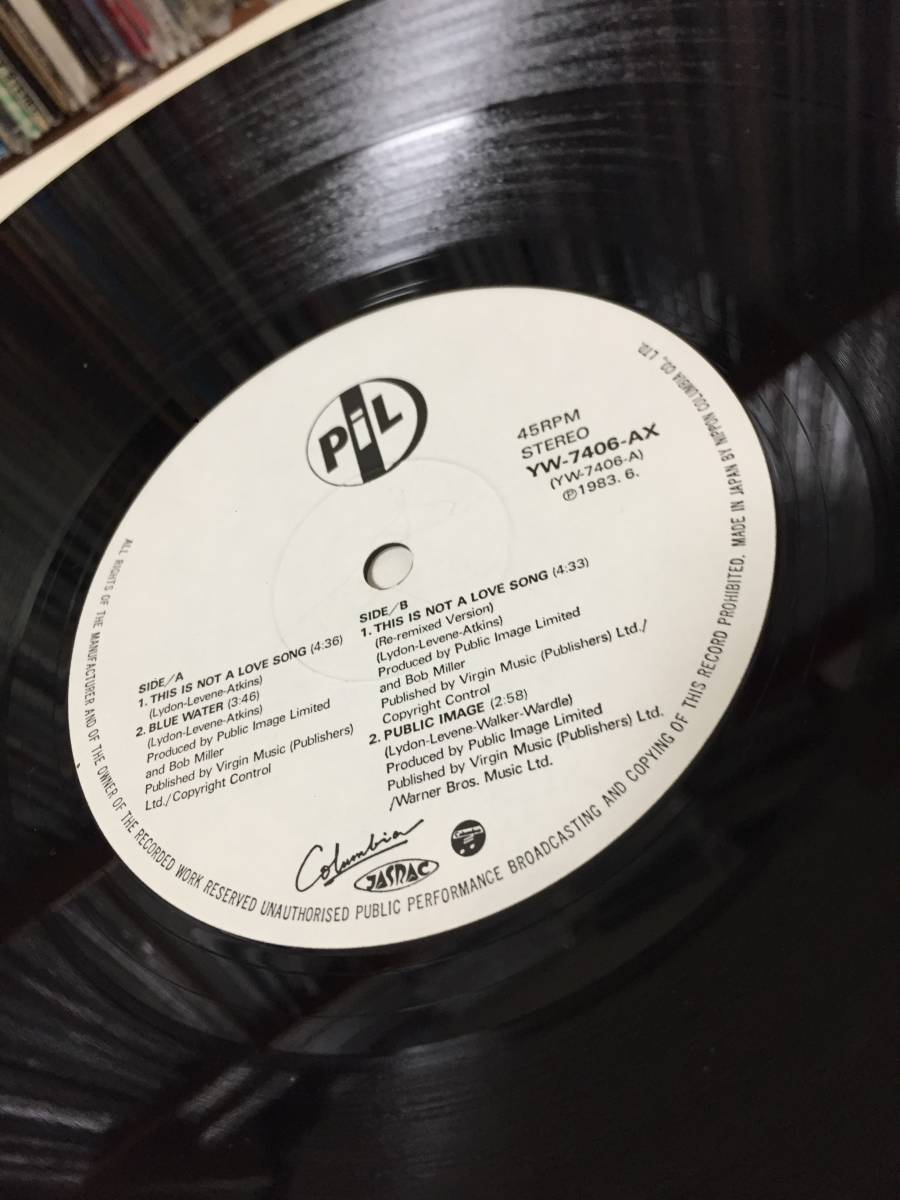 PiL
45RPM
STEREO
YW-7406-AX
(YW-7406-A)
Ⓟ1983. 6.
SIDE/A
1. THIS IS NOT A LOVE SONG (4:36)
(Lydon-Levene-Atkins)
2. BLUE WATER (3:46)
(Lydon-Levene-Atkins)
Produced by Public Image Limited
and Bob Miller
Published by Virgin Music (Publishers)
Ltd./Copyright Control
SIDE/B
1. THIS IS NOT A LOVE SONG (4:33)
(Re-remixed Version)
(Lydon-Levene-Atkins)
Produced by Public Image Limited
and Bob Miller
Published by Virgin Music (Publishers) Ltd./
Copyright Control
2. PUBLIC IMAGE (2:58)
(Lydon-Levene-Walker-Wardle)
Produced by Public Image Limited
Published by Virgin Music (Publishers) Ltd.
/Warner Bros. Music Ltd.
Columbia
JASRAC
Columbia
ALL RIGHTS OF THE MANUFACTURER AND OF THE OWNER OF THE RECORDED WORK RESERVED UNAUTHORISED PUBLIC PERFORMANCE BROADCASTING AND COPYING OF THIS RECORD PROHIBITED. MADE IN JAPAN BY NIPPON COLUMBIA CO., LTD.